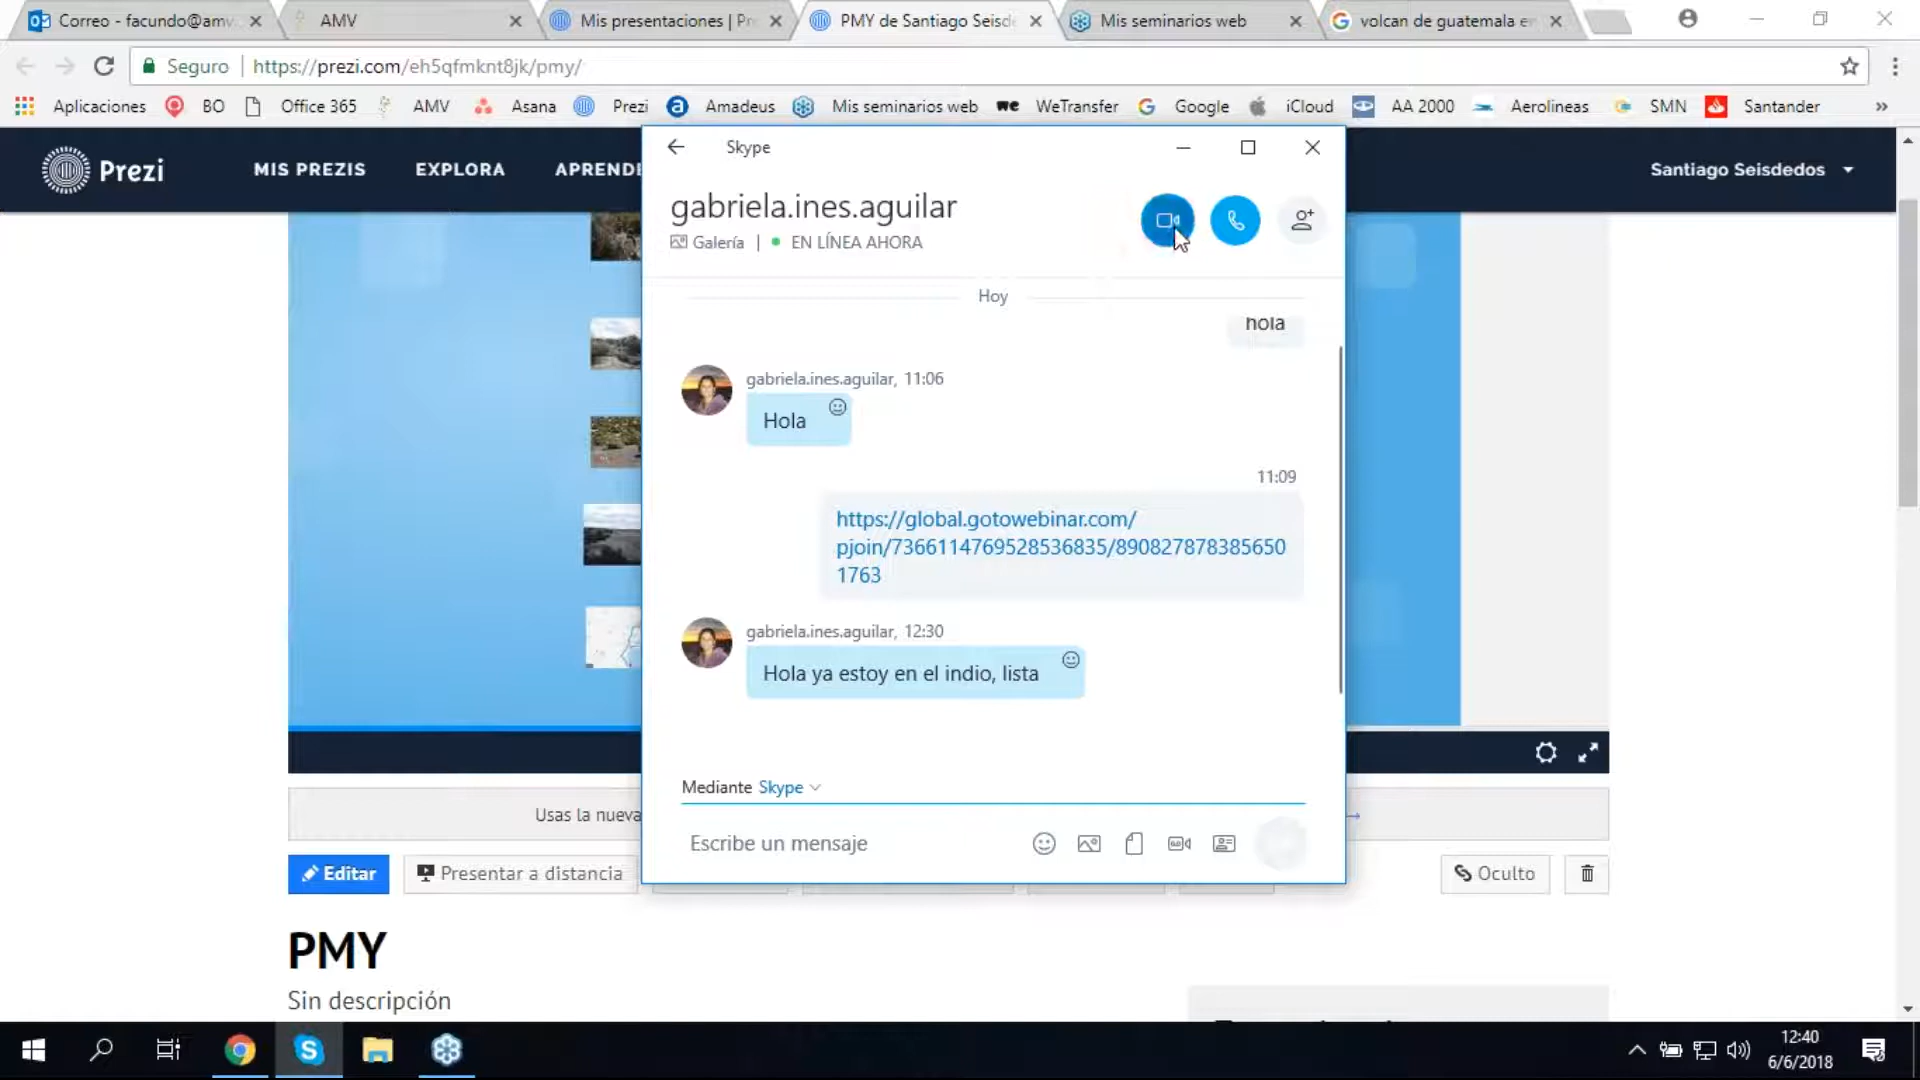 Correo - facundo@amv
AMV
Mis presentaciones | Pr
PMY de Santiago Seisd
Mis seminarios web
volcan de guatemala e
Seguro
https://prezi.com/eh5qfmknt8jk/pmy/
Aplicaciones
BO
Office 365
AMV
Asana
Prezi
Amadeus
Mis seminarios web
WeTransfer
Google
iCloud
AA 2000
Aerolineas
SMN
Santander
»
Prezi
MIS PREZIS
EXPLORA
APRENDE
Santiago Seisdedos
Skype
gabriela.ines.aguilar
Galería | EN LÍNEA AHORA
Hoy
hola
gabriela.ines.aguilar, 11:06
Hola
11:09
https://global.gotowebinar.com/
pjoin/7366114769528536835/890827878385650
1763
gabriela.ines.aguilar, 12:30
Hola ya estoy en el indio, lista
Mediante Skype
Escribe un mensaje
Usas la nueva
Editar
Presentar a distancia
Oculto
PMY
Sin descripción
12:40
6/6/2018